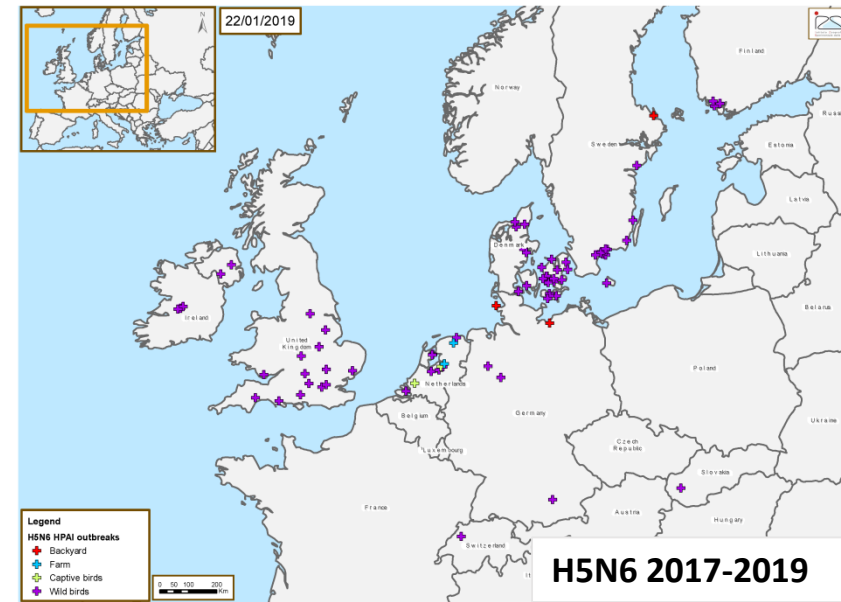 22/01/2019
N
Norway
Sweden
Finland
Russ
Estonia
Latvia
Lithuania
Belarus
Denmark
Ireland
United
Kingdom
Netherlands
Belgium
Luxembourg
Germany
Poland
Czech
Republic
Ukraine
Slovakia
France
Austria
Hungary
Switzerland
It
Legend
H5N6 HPAI outbreaks
Backyard
Farm
Captive birds
Wild birds
0 50 100 200
Km
H5N6 2017-2019